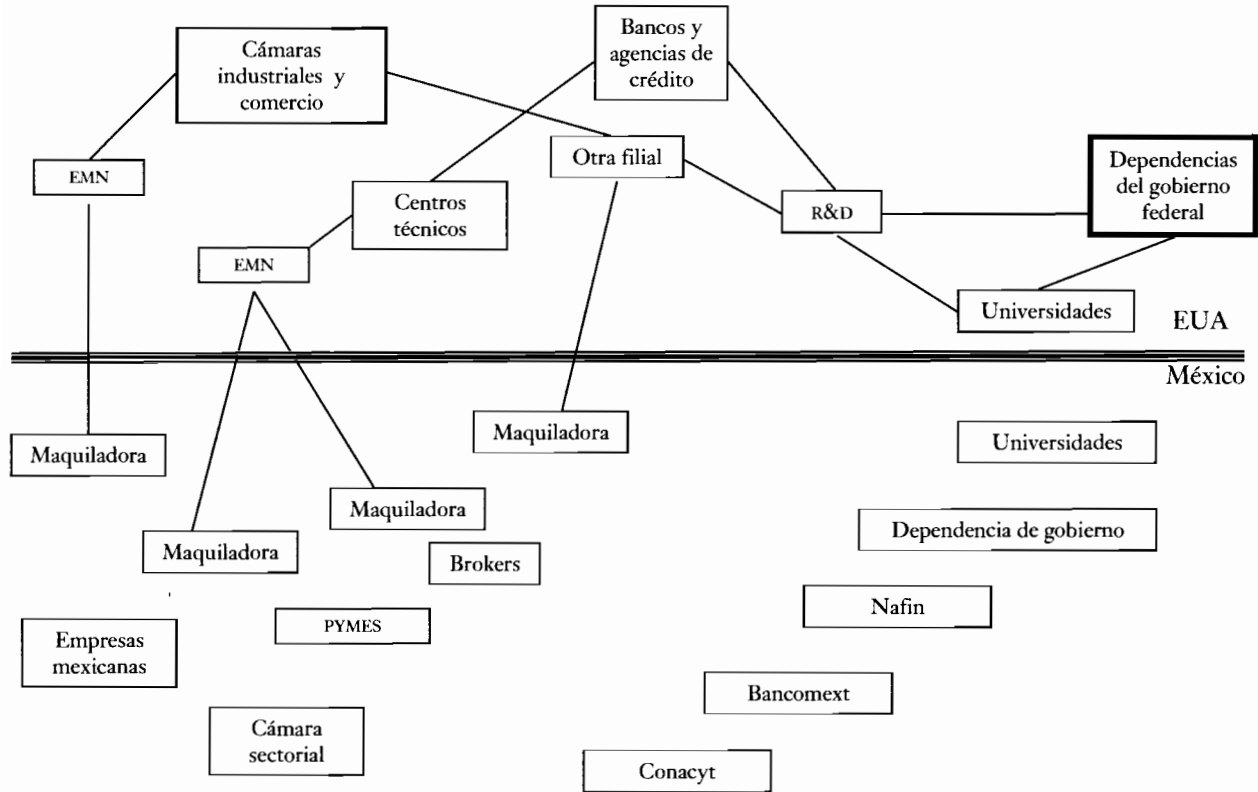 Cámaras
industriales y
comercio
Bancos y
agencias de
crédito
EMN
Otra filial
Dependencias
del gobierno
federal
Centros
técnicos
R&D
EMN
Universidades
EUA
México
Maquiladora
Maquiladora
Universidades
Maquiladora
Maquiladora
Dependencia de gobierno
Brokers
Nafin
PYMES
Empresas
mexicanas
Bancomext
Cámara
sectorial
Conacyt